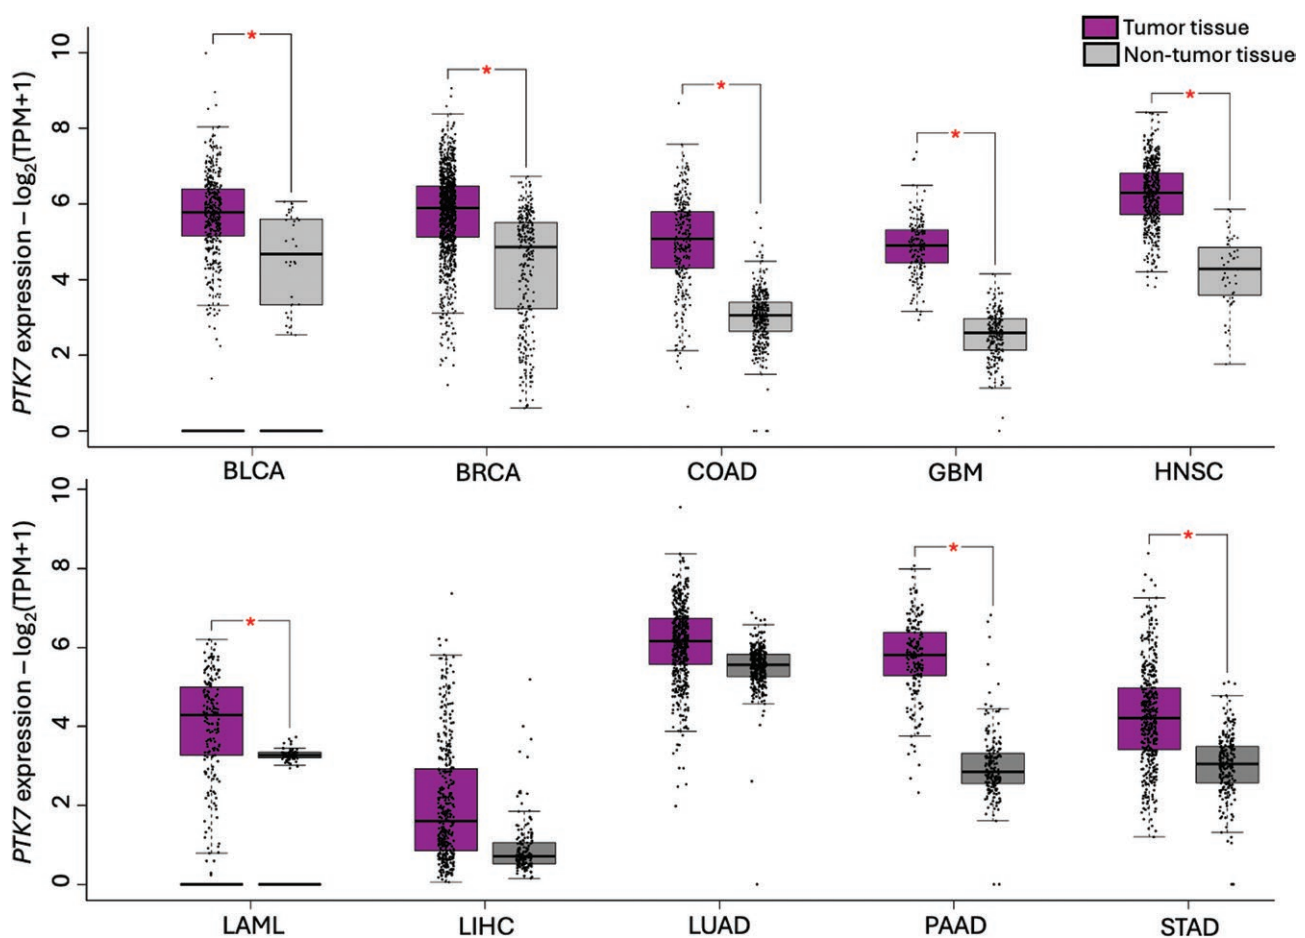 Tumor tissue
Non-tumor tissue
PTK7 expression – log₂(TPM+1)
10
8
6
4
2
0
*
*
*
*
*
BLCA
BRCA
COAD
GBM
HNSC
PTK7 expression – log₂(TPM+1)
10
8
6
4
2
0
*
*
*
LAML
LIHC
LUAD
PAAD
STAD